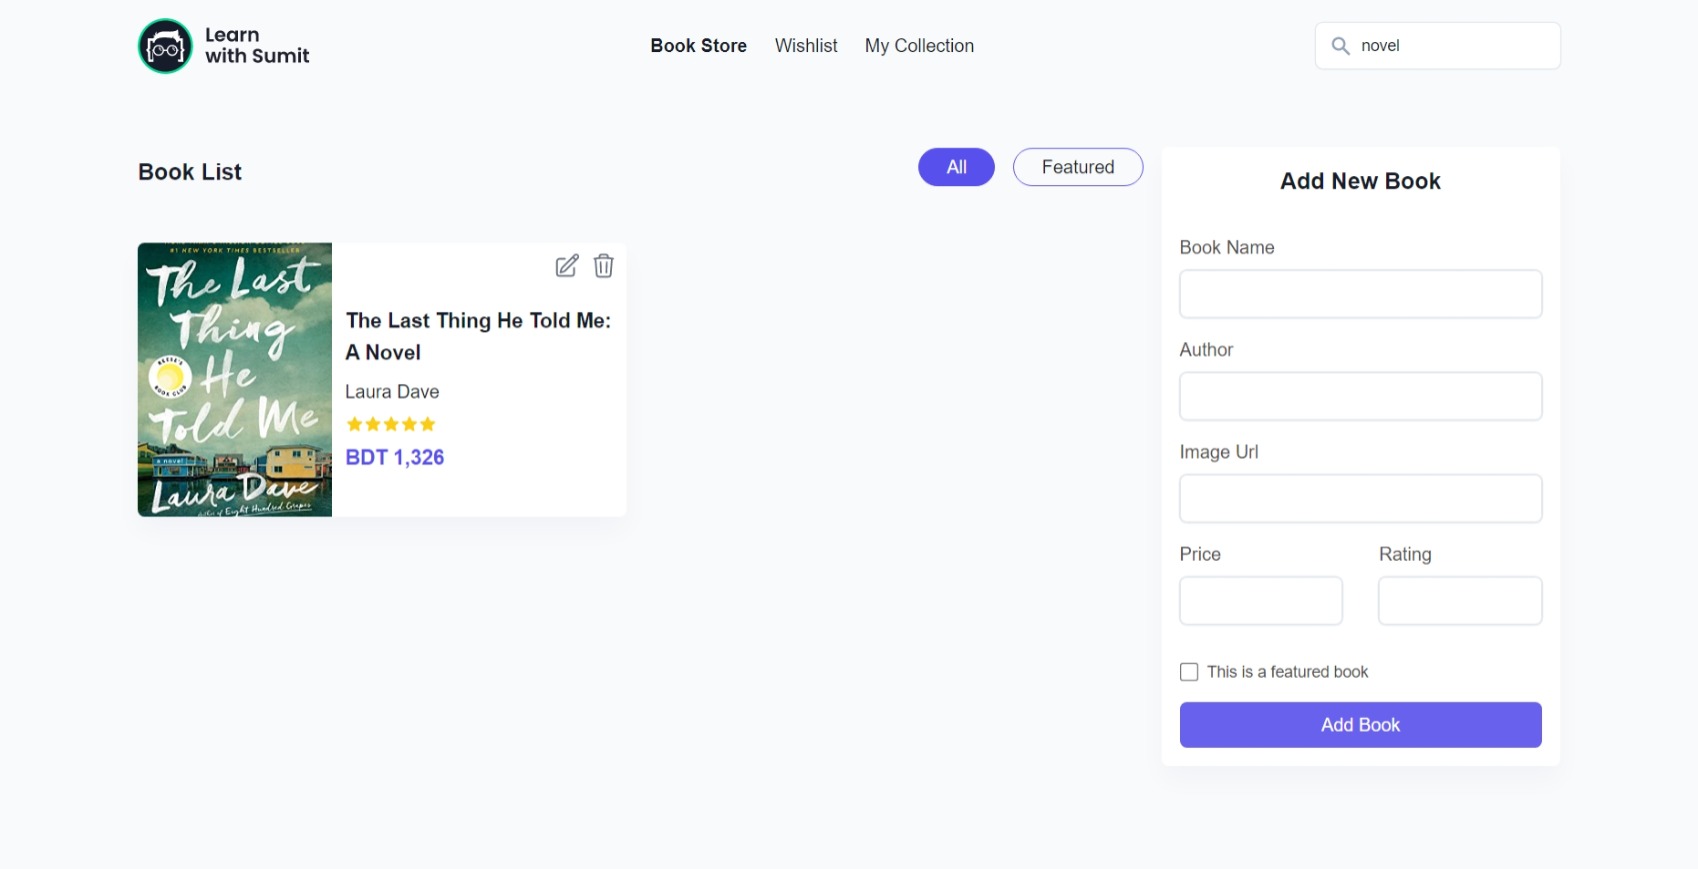 Learn
with Sumit
Book Store Wishlist My Collection
novel
Book List
All Featured
#1 NEW YORK TIMES BESTSELLER
The Last
Thing
He
Told Me
REESE'S
BOOK CLUB
a novel
Laura Dave
Author of Eight Hundred Grapes
The Last Thing He Told Me:
A Novel
Laura Dave
BDT 1,326
Add New Book
Book Name
Author
Image Url
Price Rating
This is a featured book
Add Book